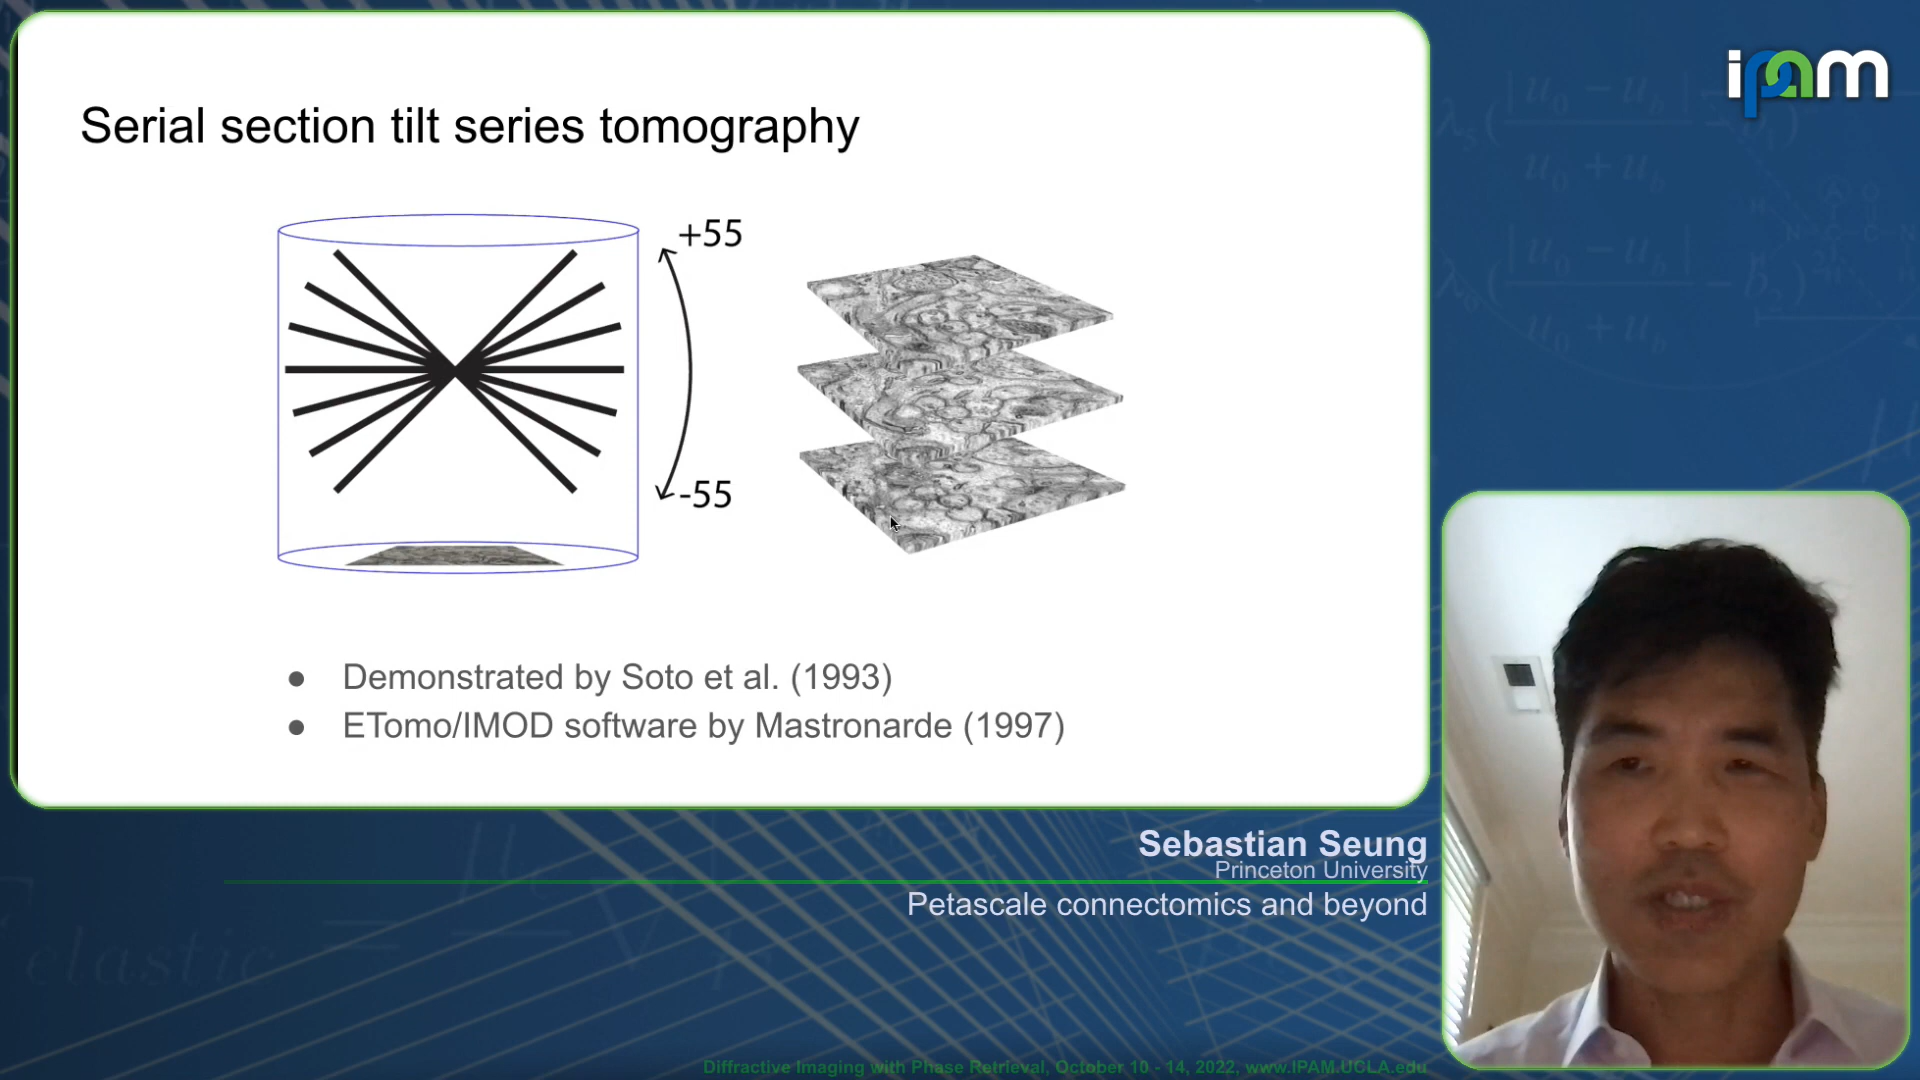 Serial section tilt series tomography
+55
-55
● Demonstrated by Soto et al. (1993)
● ETomo/IMOD software by Mastronarde (1997)
ipam
Sebastian Seung
Princeton University
Petascale connectomics and beyond
elastic
Diffractive Imaging with Phase Retrieval, October 10 - 14, 2022, www.IPAM.UCLA.edu